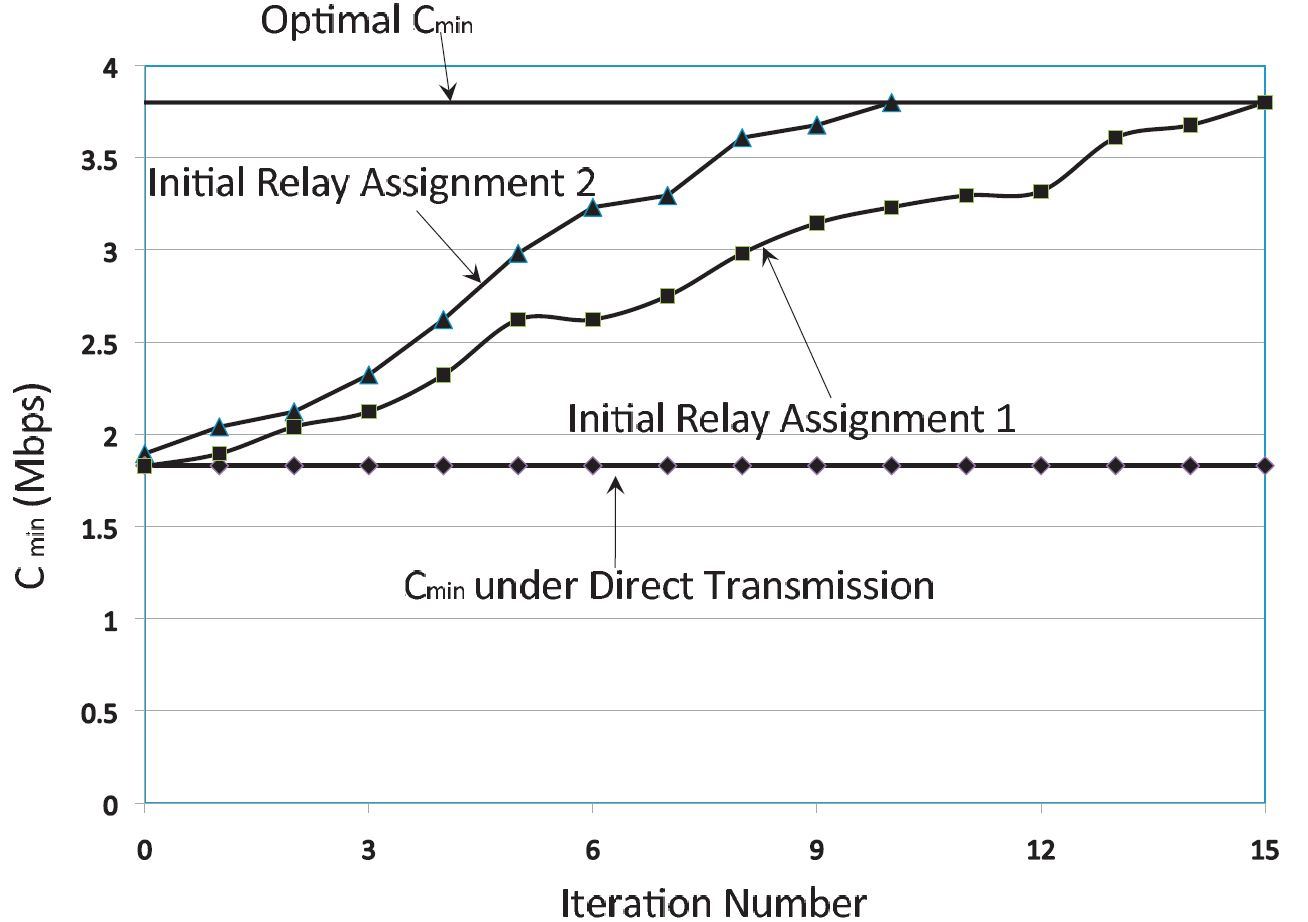 Optimal Cmin
4
3.5
Initial Relay Assignment 2
3
2.5
Initial Relay Assignment 1
2
1.5
Cmin under Direct Transmission
1
0.5
0
C min (Mbps)
0 3 6 9 12 15
Iteration Number